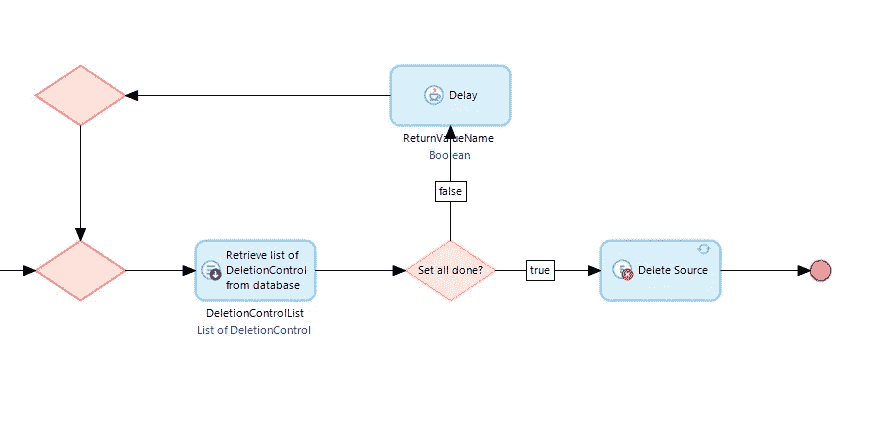 Delay
ReturnValueName
Boolean
false
Retrieve list of
DeletionControl
from database
Set all done?
true
Delete Source
DeletionControlList
List of DeletionControl